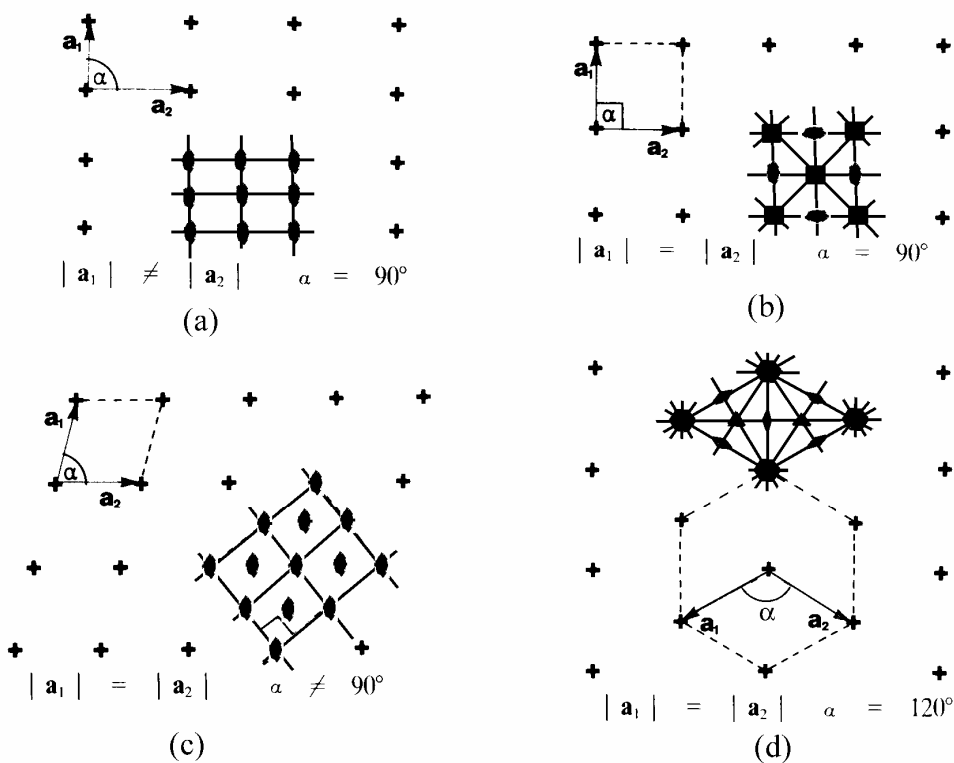 a₁
α
a₂
| a₁ | ≠ | a₂ | α = 90°
(a)
a₁
α
a₂
| a₁ | = | a₂ | α = 90°
(b)
a₁
α
a₂
| a₁ | = | a₂ | α ≠ 90°
(c)
α
a₁ a₂
| a₁ | = | a₂ | α = 120°
(d)